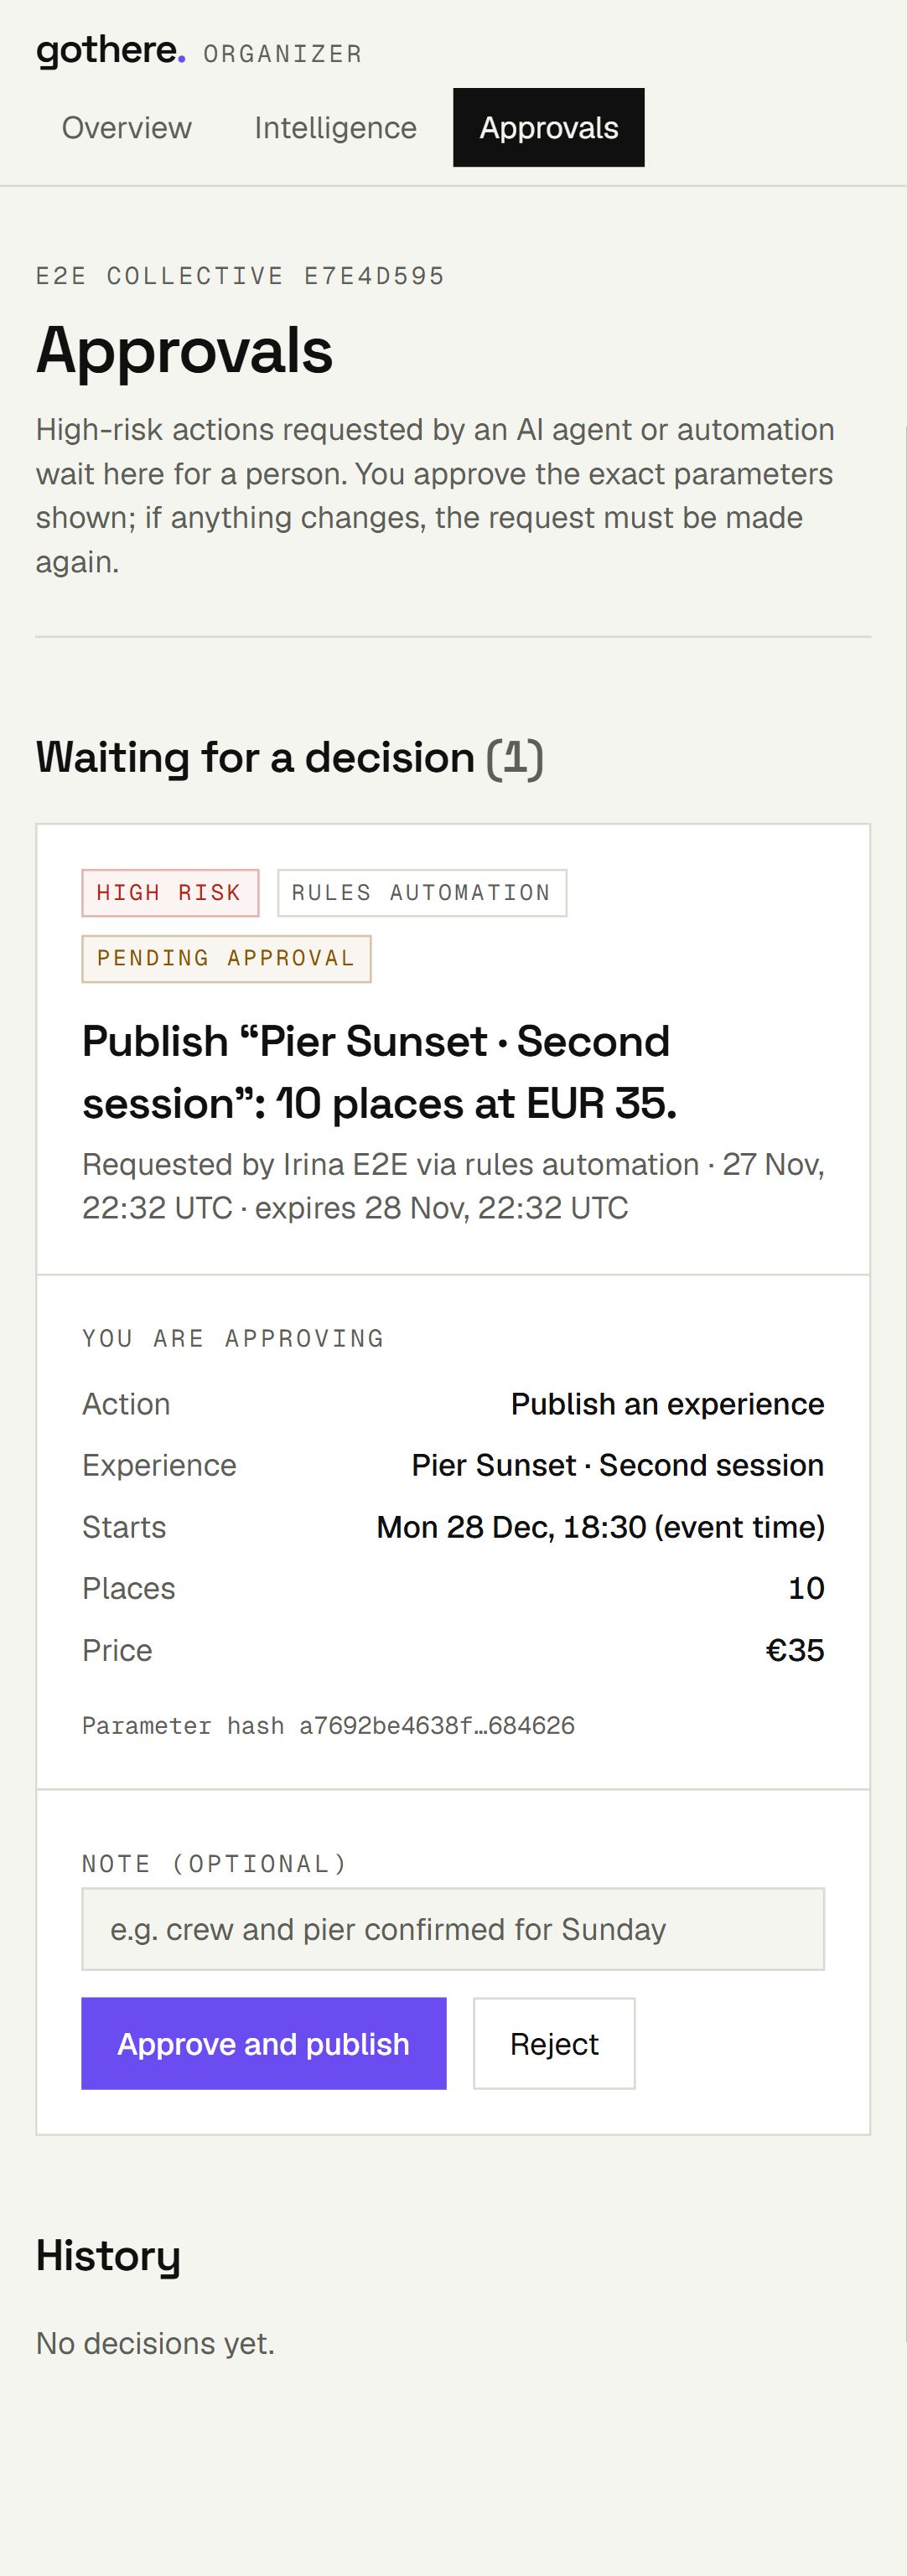 gothere. ORGANIZER
Overview Intelligence Approvals
E2E COLLECTIVE E7E4D595
Approvals
High-risk actions requested by an AI agent or automation
wait here for a person. You approve the exact parameters
shown; if anything changes, the request must be made
again.
Waiting for a decision (1)
HIGH RISK RULES AUTOMATION
PENDING APPROVAL
Publish “Pier Sunset · Second
session”: 10 places at EUR 35.
Requested by Irina E2E via rules automation · 27 Nov,
22:32 UTC · expires 28 Nov, 22:32 UTC
YOU ARE APPROVING
Action Publish an experience
Experience Pier Sunset · Second session
Starts Mon 28 Dec, 18:30 (event time)
Places 10
Price €35
Parameter hash a7692be4638f…684626
NOTE (OPTIONAL)
e.g. crew and pier confirmed for Sunday
Approve and publish Reject
History
No decisions yet.